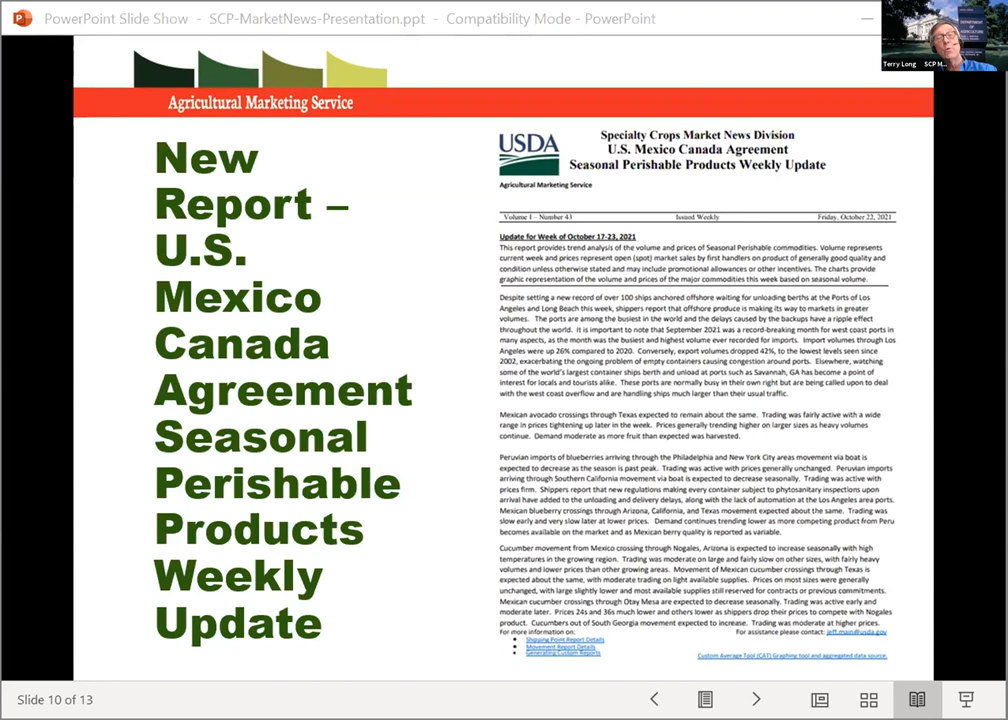 PowerPoint Slide Show - SCP-MarketNews-Presentation.ppt - Compatibility Mode - PowerPoint
Terry Long SCP M...
Agricultural Marketing Service
New
Report –
U.S.
Mexico
Canada
Agreement
Seasonal
Perishable
Products
Weekly
Update
USDA
Specialty Crops Market News Division
U.S. Mexico Canada Agreement
Seasonal Perishable Products Weekly Update
Agricultural Marketing Service
Volume I – Number 43 Issued Weekly Friday, October 22, 2021
Update for Week of October 17-23, 2021
This report provides trend analysis of the volume and prices of Seasonal Perishable commodities. Volume represents
current week and prices represent open (spot) market sales by first handlers on product of generally good quality and
condition unless otherwise stated and may include promotional allowances or other incentives. The charts provide
graphic representation of the volume and prices of the major commodities this week based on seasonal volume.
Despite setting a new record of over 100 ships anchored offshore waiting for unloading berths at the Ports of Los
Angeles and Long Beach this week, shippers report that offshore produce is making its way to markets in greater
volumes. The ports are among the busiest in the world and the delays caused by the backups have a ripple effect
throughout the world. It is important to note that September 2021 was a record-breaking month for west coast ports in
many aspects, as the month was the busiest and highest volume ever recorded for imports. Import volumes through Los
Angeles were up 26% compared to 2020. Conversely, export volumes dropped 42%, to the lowest levels seen since
2002, exacerbating the ongoing problem of empty containers causing congestion around ports. Elsewhere, watching
some of the world's largest container ships berth and unload at ports such as Savannah, GA has become a point of
interest for locals and tourists alike. These ports are normally busy in their own right but are being called upon to deal
with the west coast overflow and are handling ships much larger than their usual traffic.
Mexican avocado crossings through Texas expected to remain about the same. Trading was fairly active with a wide
range in prices tightening up later in the week. Prices generally trending higher on larger sizes as heavy volumes
continue. Demand moderate as more fruit than expected was harvested.
Peruvian imports of blueberries arriving through the Philadelphia and New York City areas movement via boat is
expected to decrease as the season is past peak. Trading was active with prices generally unchanged. Peruvian imports
arriving through Southern California movement via boat is expected to decrease seasonally. Trading was active with
prices firm. Shippers report that new regulations making every container subject to phytosanitary inspections upon
arrival have added to the unloading and delivery delays, along with the lack of automation at the Los Angeles area ports.
Mexican blueberry crossings through Arizona, California, and Texas movement expected about the same. Trading was
slow early and very slow later at lower prices. Demand continues trending lower as more competing product from Peru
becomes available on the market and as Mexican berry quality is reported as variable.
Cucumber movement from Mexico crossing through Nogales, Arizona is expected to increase seasonally with high
temperatures in the growing region. Trading was moderate on large and fairly slow on other sizes, with fairly heavy
volumes and lower prices than other growing areas. Movement of Mexican cucumber crossings through Texas is
expected about the same, with moderate trading on light available supplies. Prices on most sizes were generally
unchanged, with large slightly lower and most available supplies still reserved for contracts or previous commitments.
Mexican cucumber crossings through Otay Mesa are expected to decrease seasonally. Trading was active early and
moderate later. Prices 24s and 36s much lower and others lower as shippers drop their prices to compete with Nogales
product. Cucumbers out of South Georgia movement expected to increase. Trading was moderate at higher prices.
For more information on: For assistance please contact: jeff.main@usda.gov
• Shipping Point Report Details
• Movement Report Details
• Generating Custom Reports
Custom Average Tool (CAT) Graphing tool and aggregated data source.
Slide 10 of 13